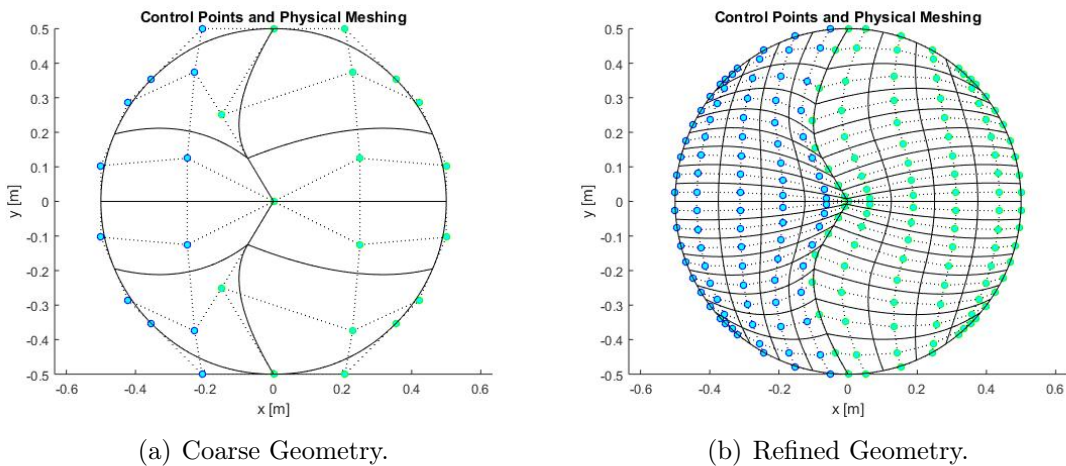 Control Points and Physical Meshing
0.5
0.4
0.3
0.2
0.1
0
-0.1
-0.2
-0.3
-0.4
-0.5
y [m]
-0.6 -0.4 -0.2 0 0.2 0.4 0.6
x [m]
(a) Coarse Geometry.
Control Points and Physical Meshing
0.5
0.4
0.3
0.2
0.1
0
-0.1
-0.2
-0.3
-0.4
-0.5
y [m]
-0.6 -0.4 -0.2 0 0.2 0.4 0.6
x [m]
(b) Refined Geometry.